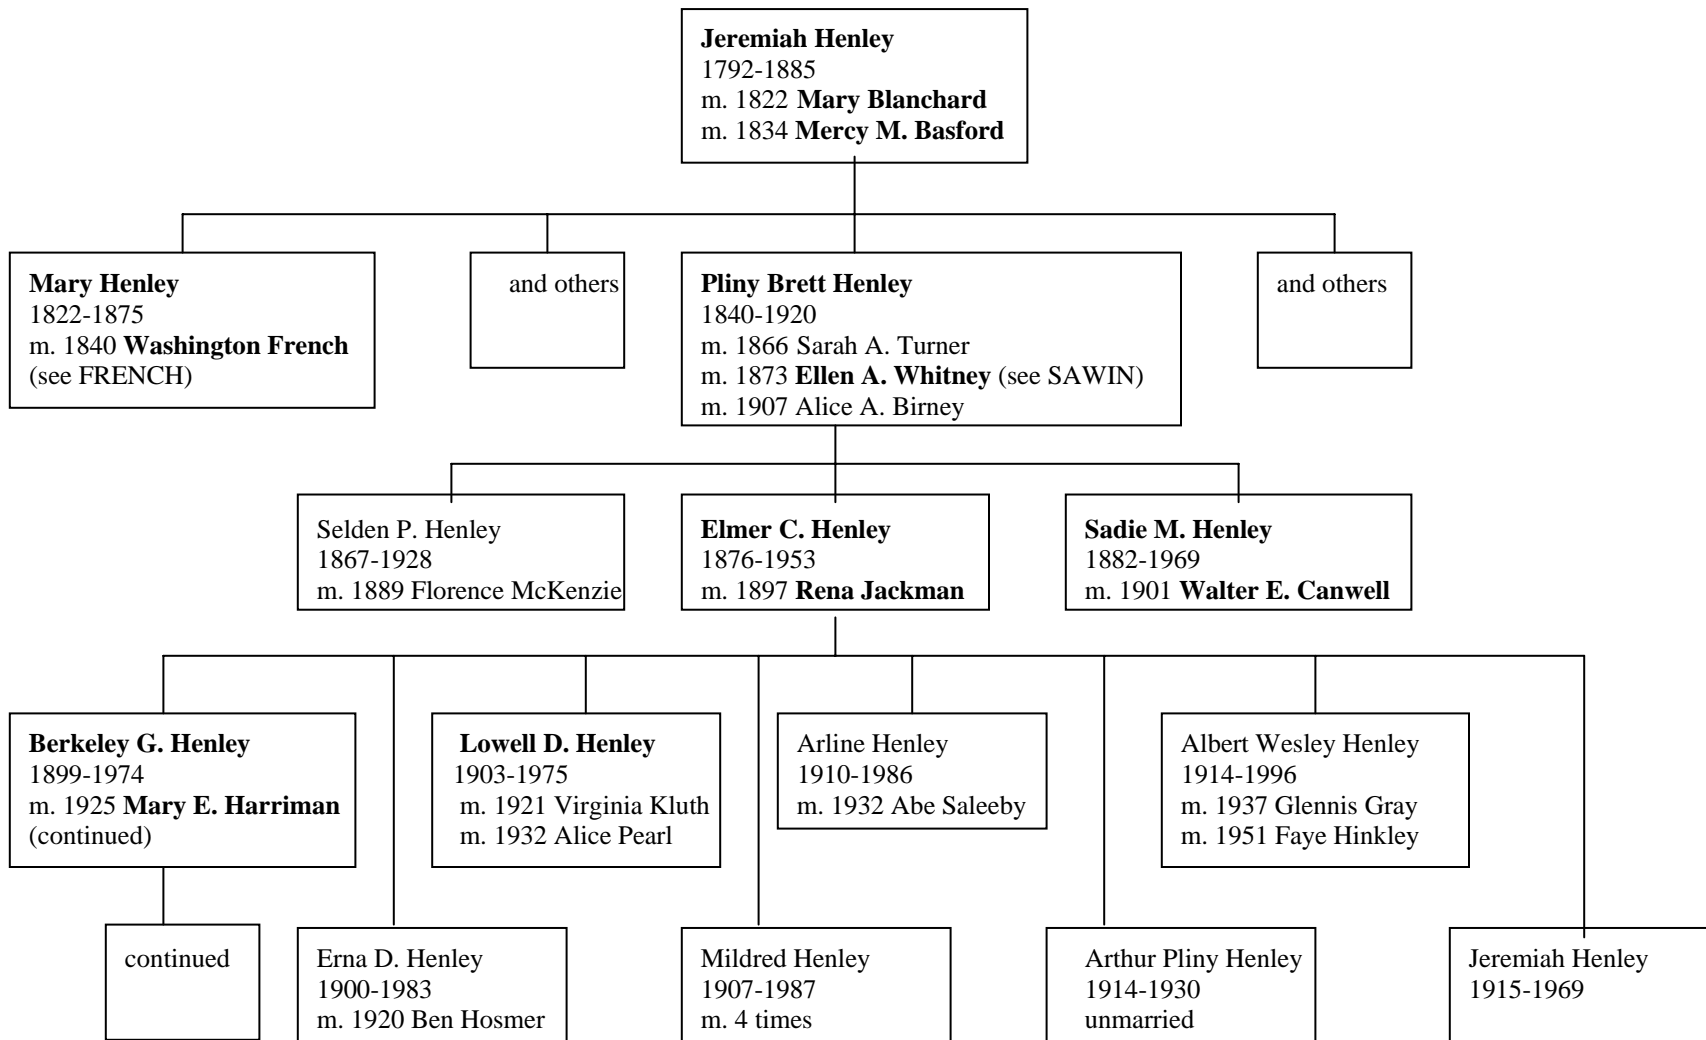 Jeremiah Henley
1792-1885
m. 1822 Mary Blanchard
m. 1834 Mercy M. Basford
Mary Henley
1822-1875
m. 1840 Washington French
(see FRENCH)
and others
Pliny Brett Henley
1840-1920
m. 1866 Sarah A. Turner
m. 1873 Ellen A. Whitney (see SAWIN)
m. 1907 Alice A. Birney
and others
Selden P. Henley
1867-1928
m. 1889 Florence McKenzie
Elmer C. Henley
1876-1953
m. 1897 Rena Jackman
Sadie M. Henley
1882-1969
m. 1901 Walter E. Canwell
Berkeley G. Henley
1899-1974
m. 1925 Mary E. Harriman
(continued)
Lowell D. Henley
1903-1975
m. 1921 Virginia Kluth
m. 1932 Alice Pearl
Arline Henley
1910-1986
m. 1932 Abe Saleeby
Albert Wesley Henley
1914-1996
m. 1937 Glennis Gray
m. 1951 Faye Hinkley
continued
Erna D. Henley
1900-1983
m. 1920 Ben Hosmer
Mildred Henley
1907-1987
m. 4 times
Arthur Pliny Henley
1914-1930
unmarried
Jeremiah Henley
1915-1969